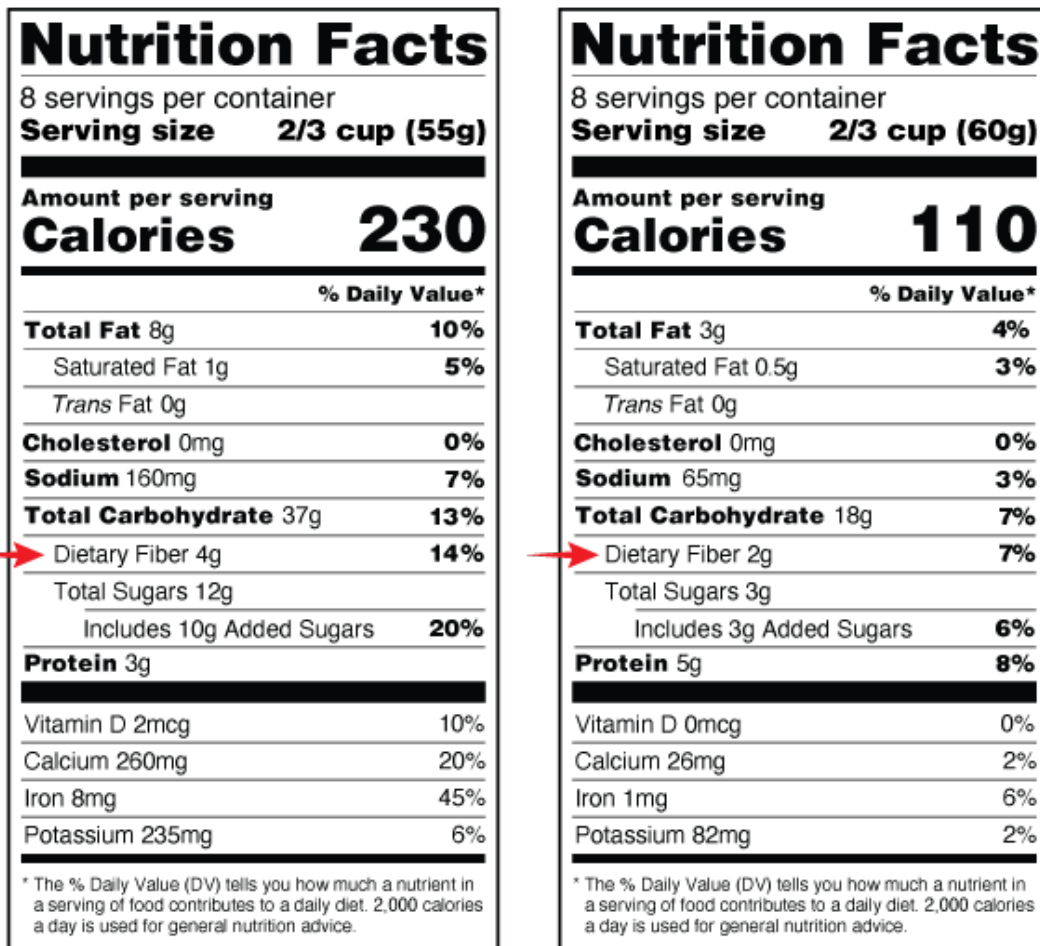 Nutrition Facts
8 servings per container
Serving size 2/3 cup (55g)
Amount per serving
Calories 230
% Daily Value*
Total Fat 8g 10%
Saturated Fat 1g 5%
Trans Fat 0g
Cholesterol 0mg 0%
Sodium 160mg 7%
Total Carbohydrate 37g 13%
Dietary Fiber 4g 14%
Total Sugars 12g
Includes 10g Added Sugars 20%
Protein 3g
Vitamin D 2mcg 10%
Calcium 260mg 20%
Iron 8mg 45%
Potassium 235mg 6%
* The % Daily Value (DV) tells you how much a nutrient in
a serving of food contributes to a daily diet. 2,000 calories
a day is used for general nutrition advice.
Nutrition Facts
8 servings per container
Serving size 2/3 cup (60g)
Amount per serving
Calories 110
% Daily Value*
Total Fat 3g 4%
Saturated Fat 0.5g 3%
Trans Fat 0g
Cholesterol 0mg 0%
Sodium 65mg 3%
Total Carbohydrate 18g 7%
Dietary Fiber 2g 7%
Total Sugars 3g
Includes 3g Added Sugars 6%
Protein 5g 8%
Vitamin D 0mcg 0%
Calcium 26mg 2%
Iron 1mg 6%
Potassium 82mg 2%
* The % Daily Value (DV) tells you how much a nutrient in
a serving of food contributes to a daily diet. 2,000 calories
a day is used for general nutrition advice.